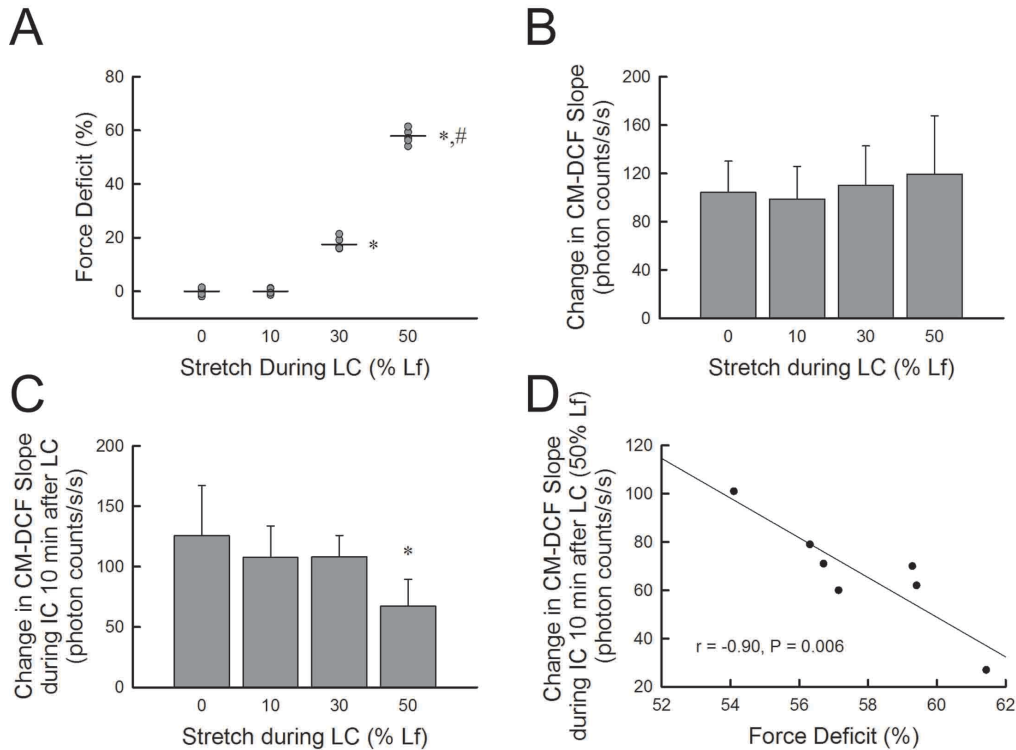 A
Force Deficit (%)
80
60
40
20
0
*,#
*
0 10 30 50
Stretch During LC (% Lf)
B
Change in CM-DCF Slope
(photon counts/s/s)
200
160
120
80
40
0
0 10 30 50
Stretch during LC (% Lf)
C
Change in CM-DCF Slope
during IC 10 min after LC
(photon counts/s/s)
200
150
100
50
0
*
0 10 30 50
Stretch during LC (% Lf)
D
Change in CM-DCF Slope
during IC 10 min after LC (50% Lf)
(photon counts/s/s)
120
100
80
60
40
20
r = -0.90, P = 0.006
52 54 56 58 60 62
Force Deficit (%)